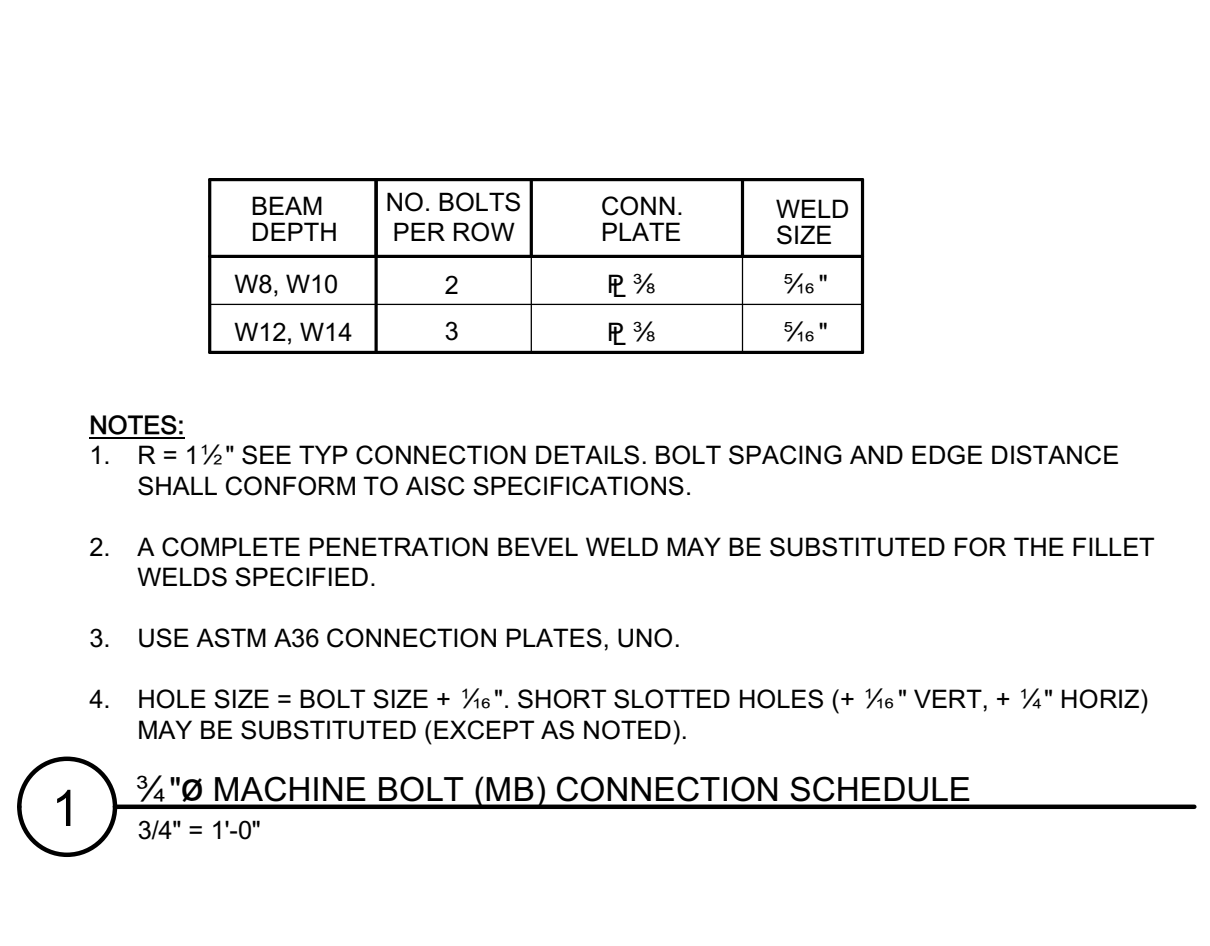 BEAM DEPTH NO. BOLTS PER ROW CONN. PLATE WELD SIZE
W8, W10 2 ℙL ⅜ ⁵⁄₁₆"
W12, W14 3 ℙL ⅜ ⁵⁄₁₆"
NOTES:
1. R = 1½" SEE TYP CONNECTION DETAILS. BOLT SPACING AND EDGE DISTANCE
SHALL CONFORM TO AISC SPECIFICATIONS.
2. A COMPLETE PENETRATION BEVEL WELD MAY BE SUBSTITUTED FOR THE FILLET
WELDS SPECIFIED.
3. USE ASTM A36 CONNECTION PLATES, UNO.
4. HOLE SIZE = BOLT SIZE + ¹⁄₁₆". SHORT SLOTTED HOLES (+ ¹⁄₁₆" VERT, + ¼" HORIZ)
MAY BE SUBSTITUTED (EXCEPT AS NOTED).
1 ¾"Ø MACHINE BOLT (MB) CONNECTION SCHEDULE
3/4" = 1'-0"